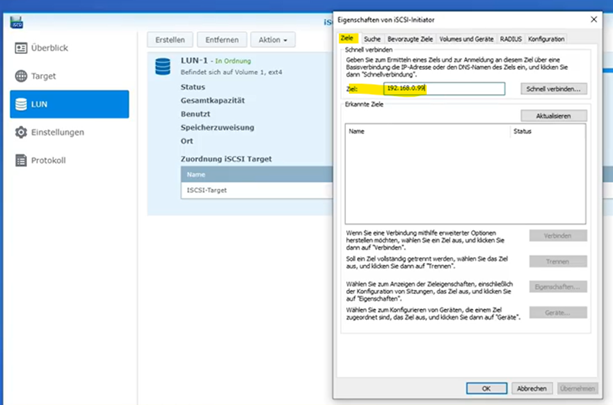 iS
Überblick
Target
LUN
Einstellungen
Protokoll
Erstellen
Entfernen
Aktion
LUN-1 - In Ordnung
Befindet sich auf Volume 1, ext4
Status
Gesamtkapazität
Benutzt
Speicherzuweisung
Ort
Zuordnung iSCSI Target
Name
ISCSI-Target
Eigenschaften von iSCSI-Initiator
Ziele
Suche
Bevorzugte Ziele
Volumes und Geräte
RADIUS
Konfiguration
Schnell verbinden
Geben Sie zum Ermitteln eines Ziels und zur Anmeldung an diesem Ziel über eine
Basisverbindung die IP-Adresse oder den DNS-Namen des Ziels ein, und klicken Sie
dann auf "Schnellverbindung".
Ziel:
192.168.0.99
Schnell verbinden...
Erkannte Ziele
Aktualisieren
Name
Status
Wenn Sie eine Verbindung mithilfe erweiterter Optionen
herstellen möchten, wählen Sie ein Ziel aus, und klicken Sie
dann auf "Verbinden".
Verbinden
Soll ein Ziel vollständig getrennt werden, wählen Sie das Ziel
aus, und klicken Sie dann auf "Trennen".
Trennen
Wählen Sie zum Anzeigen der Zieleigenschaften, einschließlich
der Konfiguration von Sitzungen, das Ziel aus, und klicken Sie
auf "Eigenschaften".
Eigenschaften...
Wählen Sie zum Konfigurieren von Geräten, die einem Ziel
zugeordnet sind, das Ziel aus, und klicken Sie dann auf "Geräte".
Geräte...
OK
Abbrechen
Übernehmen